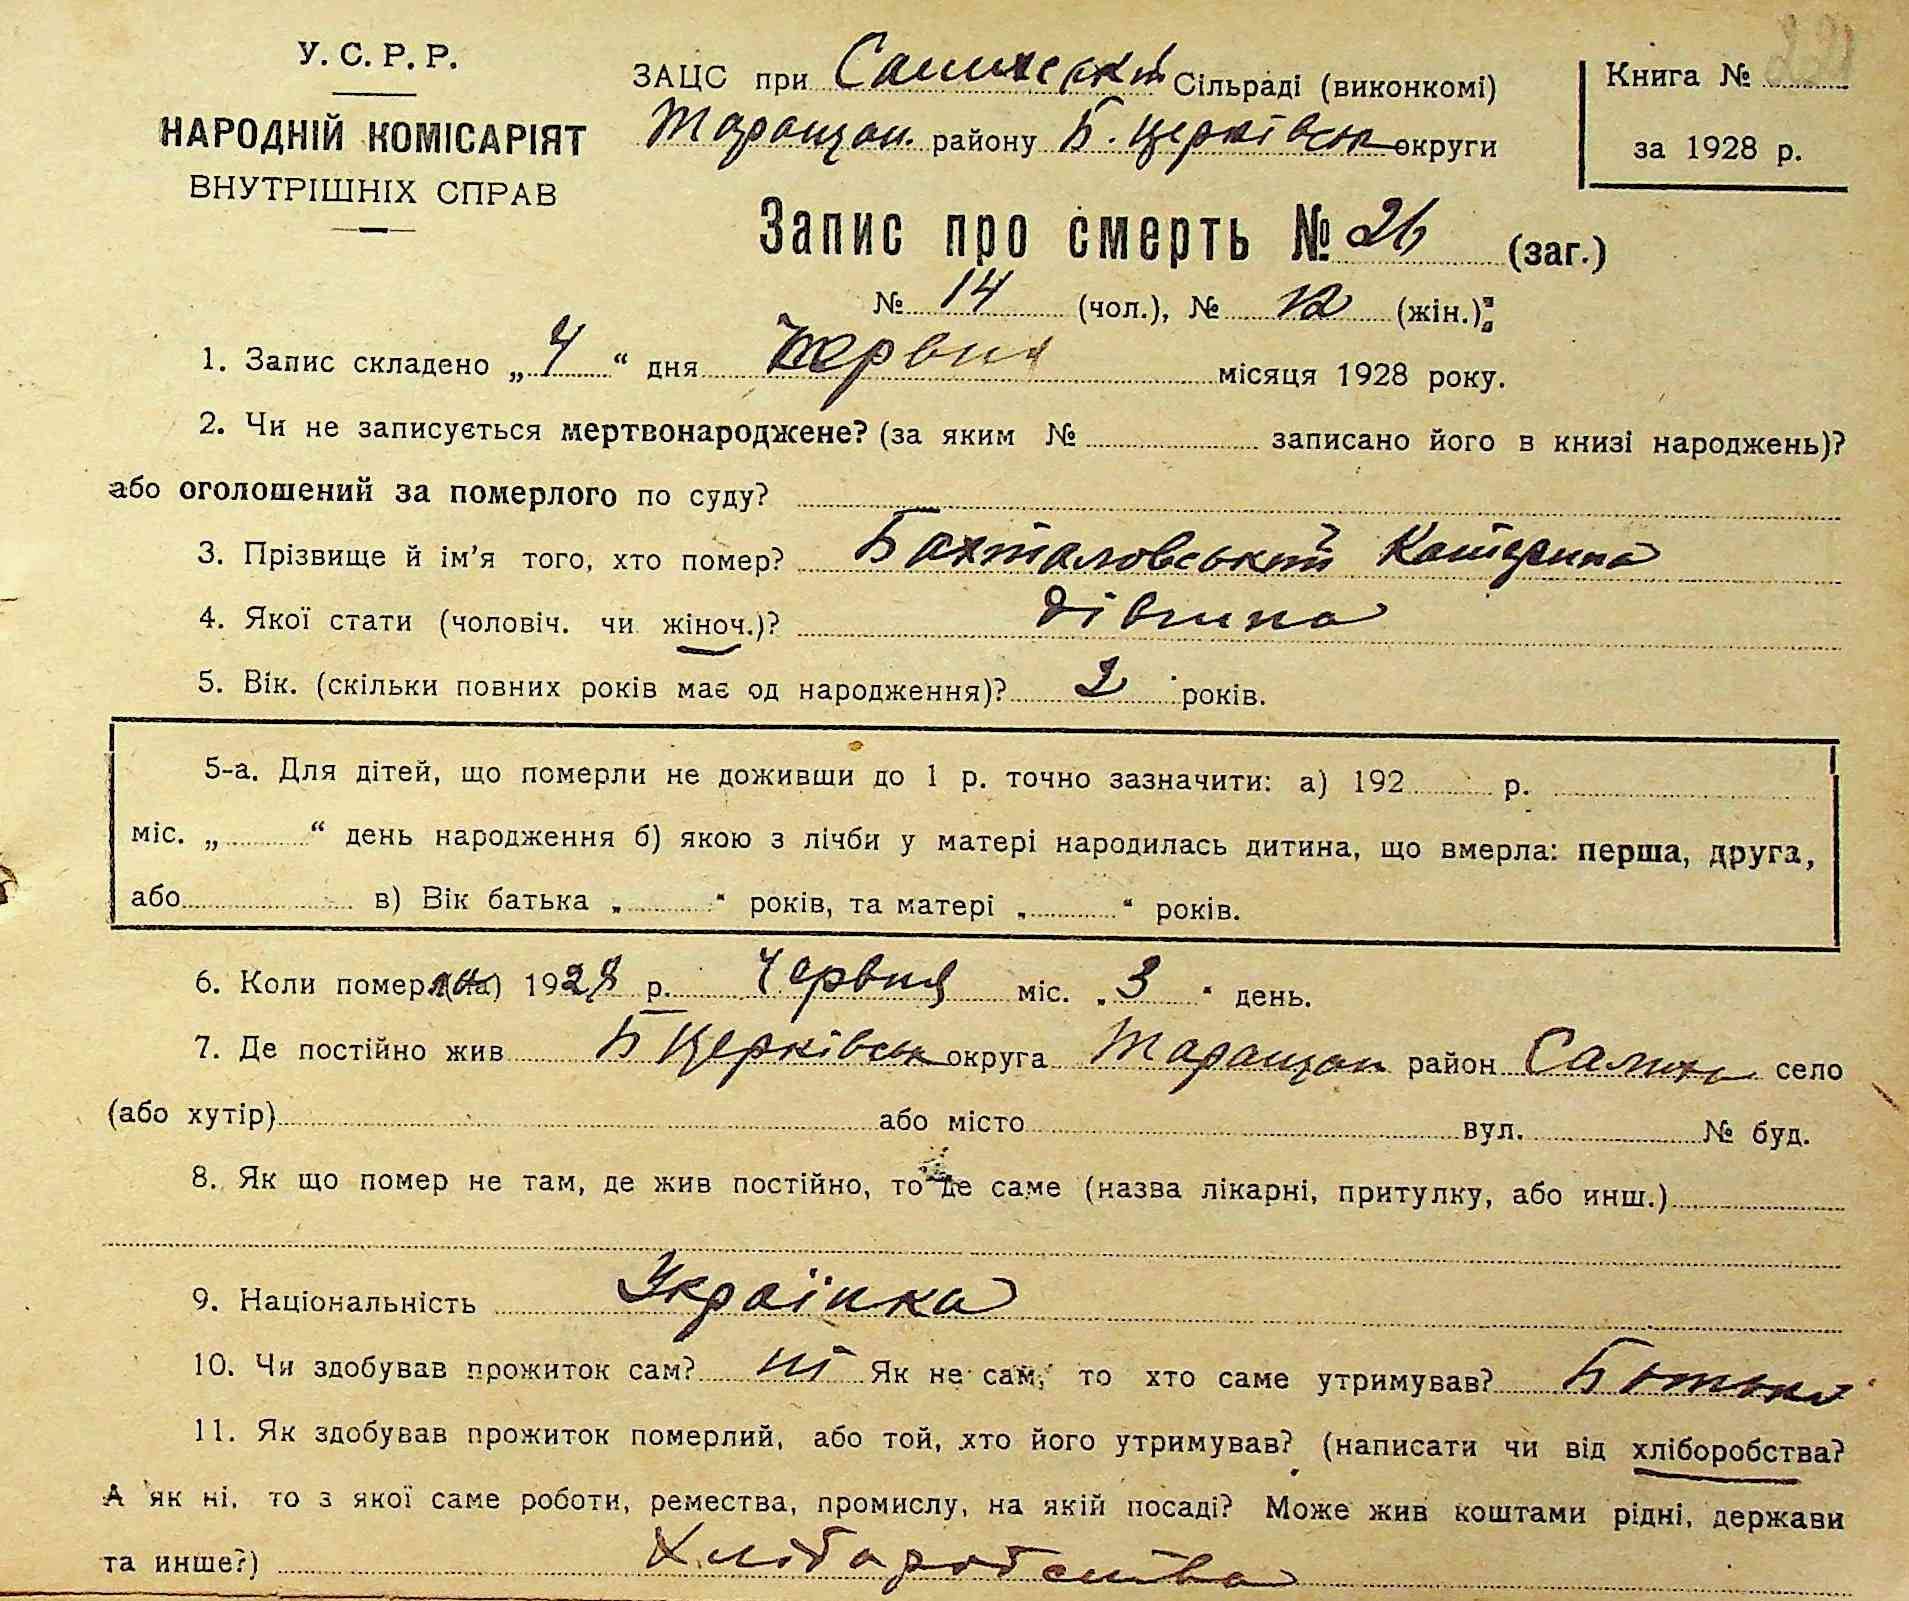 У. С. Р. Р.
НАРОДНІЙ КОМІСАРІЯТ
ВНУТРІШНІХ СПРАВ
ЗАЦС при Сільраді (виконкомі)
Таращан. району Б. Церківськ округи
Книга №
за 1928 р.
Запис про смерть № 26 (заг.)
№ 14 (чол.), № 12 (жін.)
1. Запис складено „ 4 “ дня Червня місяця 1928 року.
2. Чи не записується мертвонароджене? (за яким № записано його в книзі народжень)?
або оголошений за померлого по суду?
3. Прізвище й ім'я того, хто помер? Бахталовський Катерина
4. Якої стати (чоловіч. чи жіноч.)? дівчина
5. Вік. (скільки повних років має од народження)? 2 років.
5-а. Для дітей, що померли не доживши до 1 р. точно зазначити: а) 192 р.
міс. „ “ день народження б) якою з лічби у матері народилась дитина, що вмерла: перша, друга,
або в) Вік батька „ “ років, та матері „ “ років.
6. Коли помер(ла) 1928 р. Червня міс. „ 3 “ день.
7. Де постійно жив Б Церківськ округа Таращан район село
(або хутір) або місто вул. № буд.
8. Як що помер не там, де жив постійно, то де саме (назва лікарні, притулку, або инш.)
9. Національність Українка
10. Чи здобував прожиток сам? ні Як не сам, то хто саме утримував? Батько
11. Як здобував прожиток померлий, або той, хто його утримував? (написати чи від хліборобства?
А як ні, то з якої саме роботи, ремества, промислу, на якій посаді? Може жив коштами рідні, держави
та инше?) Хліборобства